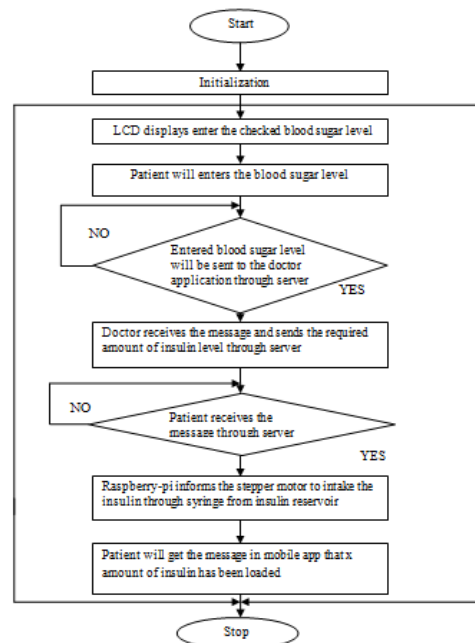 Start
Initialization
LCD displays enter the checked blood sugar level
Patient will enters the blood sugar level
NO
Entered blood sugar level
will be sent to the doctor
application through server
YES
Doctor receives the message and sends the required
amount of insulin level through server
NO
Patient receives the
message through server
YES
Raspberry-pi informs the stepper motor to intake the
insulin through syringe from insulin reservoir
Patient will get the message in mobile app that x
amount of insulin has been loaded
Stop